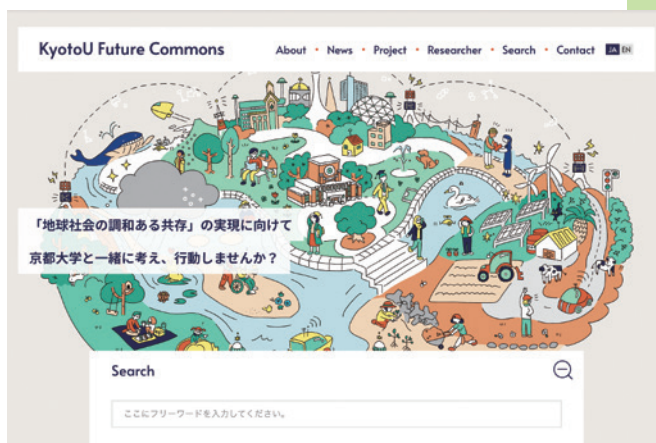 KyotoU Future Commons
About • News • Project • Researcher • Search • Contact JA EN
「地球社会の調和ある共存」の実現に向けて
京都大学と一緒に考え、行動しませんか？
Search
ここにフリーワードを入力してください。